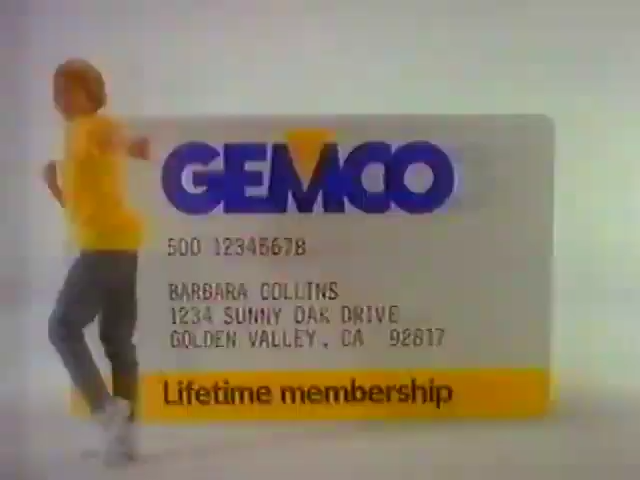 GEMCO
500 12345678
BARBARA COLLINS
1234 SUNNY OAK DRIVE
GOLDEN VALLEY, CA 92817
Lifetime membership